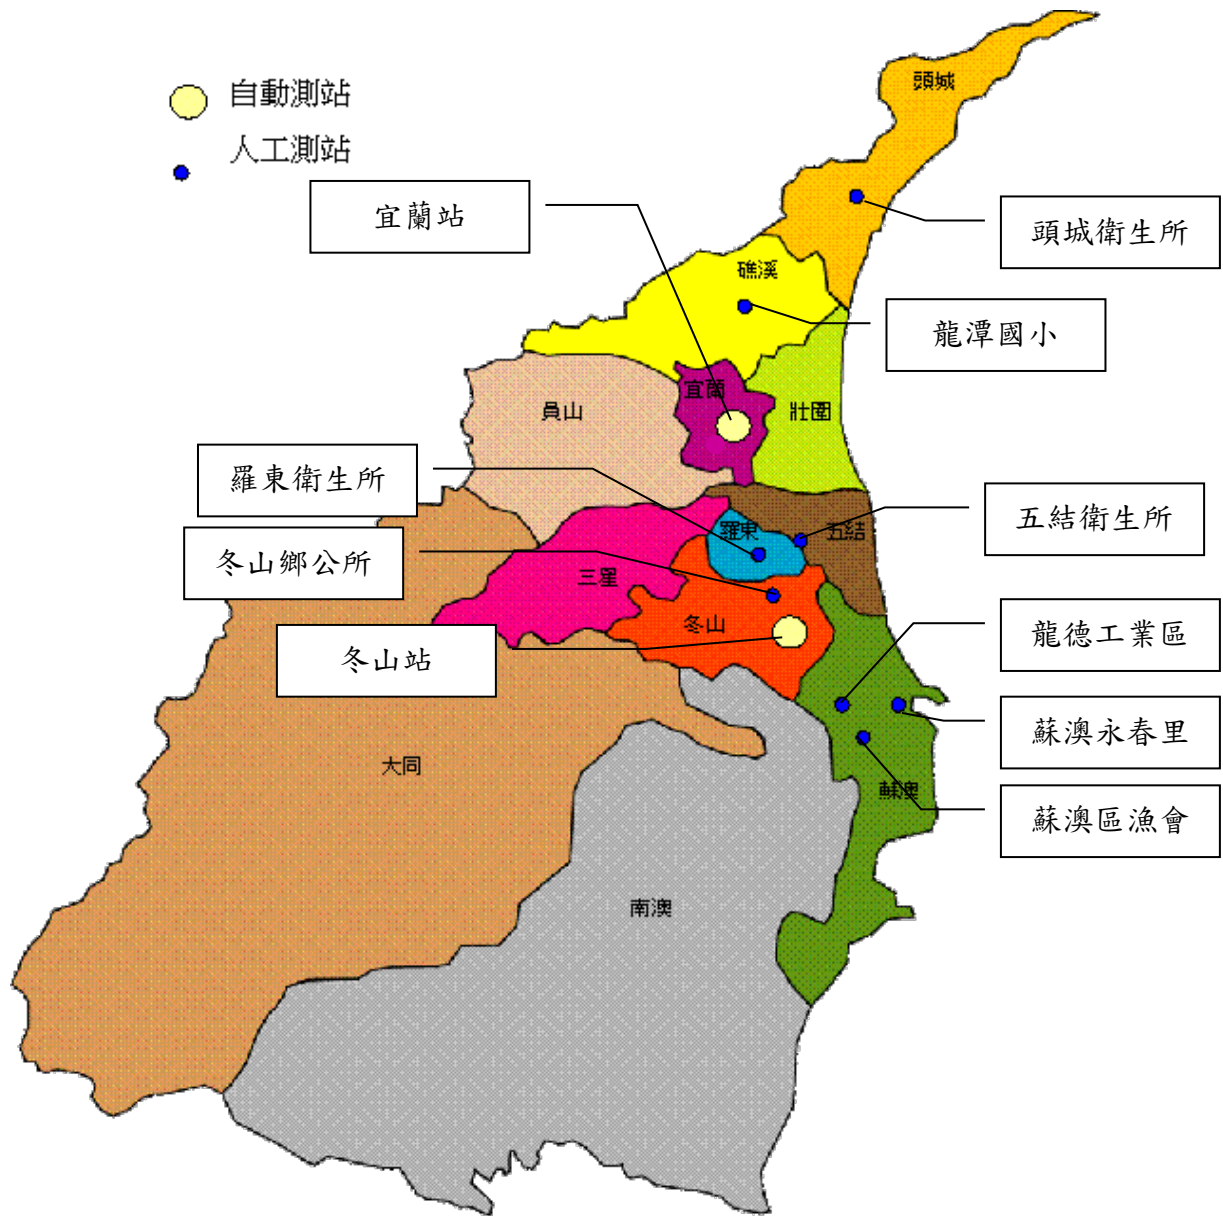 頭城
自動測站
人工測站
宜蘭站
頭城衛生所
礁溪
龍潭國小
宜蘭
員山
壯圍
羅東衛生所
五結衛生所
羅東
五結
冬山鄉公所
三星
冬山
龍德工業區
冬山站
蘇澳永春里
大同
蘇澳
蘇澳區漁會
南澳